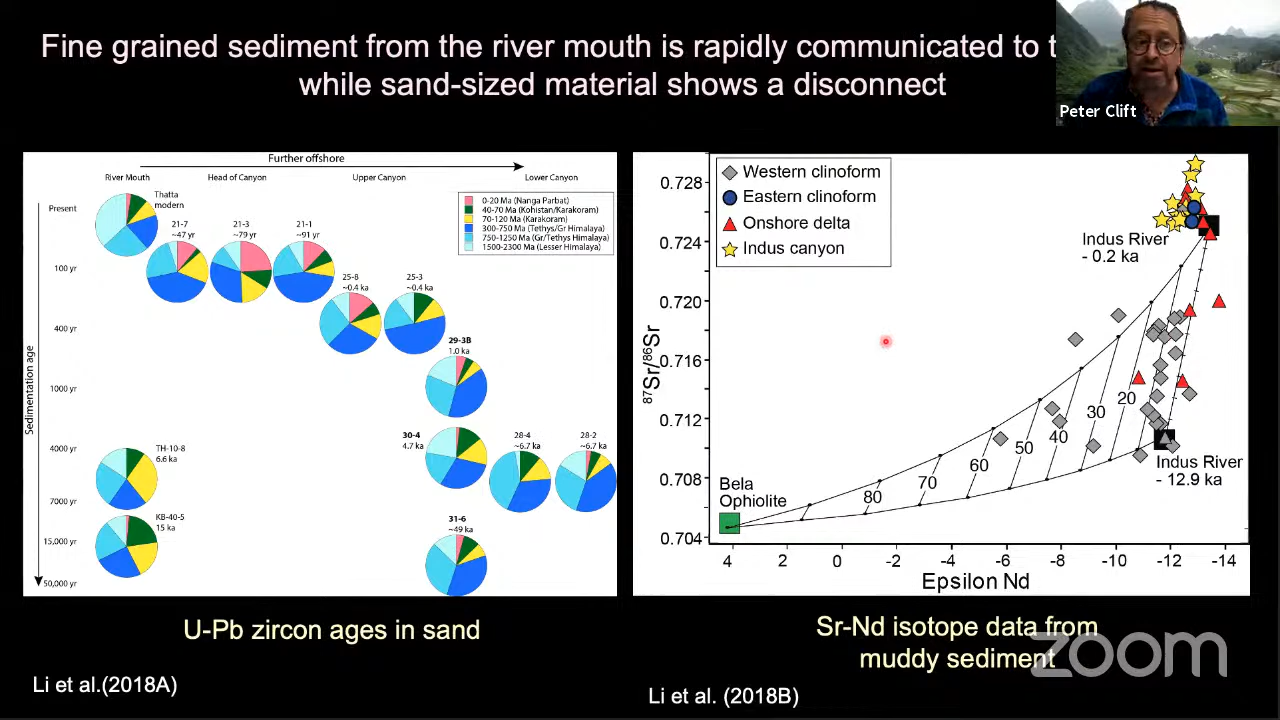 Fine grained sediment from the river mouth is rapidly communicated to
while sand-sized material shows a disconnect
Peter Clift
Further offshore
River Mouth
Head of Canyon
Upper Canyon
Lower Canyon
0-20 Ma (Nanga Parbat)
40-70 Ma (Kohistan/Karakoram)
70-120 Ma (Karakoram)
300-750 Ma (Tethys/Gr Himalaya)
750-1250 Ma (Gr/Tethys Himalaya)
1500-2300 Ma (Lesser Himalaya)
Sedimentation age
Present
100 yr
400 yr
1000 yr
4000 yr
7000 yr
15,000 yr
50,000 yr
Thatta
modern
21-7
~47 yr
21-3
~79 yr
21-1
~91 yr
25-8
~0.4 ka
25-3
~0.4 ka
29-3B
1.0 ka
30-4
4.7 ka
28-4
~6.7 ka
28-2
~6.7 ka
TH-10-8
6.6 ka
KB-40-5
15 ka
31-6
~49 ka
U-Pb zircon ages in sand
Li et al.(2018A)
Western clinoform
Eastern clinoform
Onshore delta
Indus canyon
87Sr/86Sr
0.728
0.724
0.720
0.716
0.712
0.708
0.704
Indus River
- 0.2 ka
Indus River
- 12.9 ka
Bela
Ophiolite
80
70
60
50
40
30
20
4
2
0
-2
-4
-6
-8
-10
-12
-14
Epsilon Nd
Sr-Nd isotope data from
muddy sediment
Li et al. (2018B)
zoom